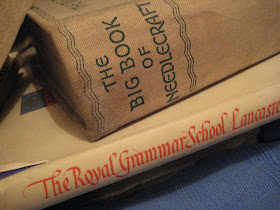 THE
BIG BOOK
OF
NEEDLECRAFT
The Royal Grammar School Lancaster